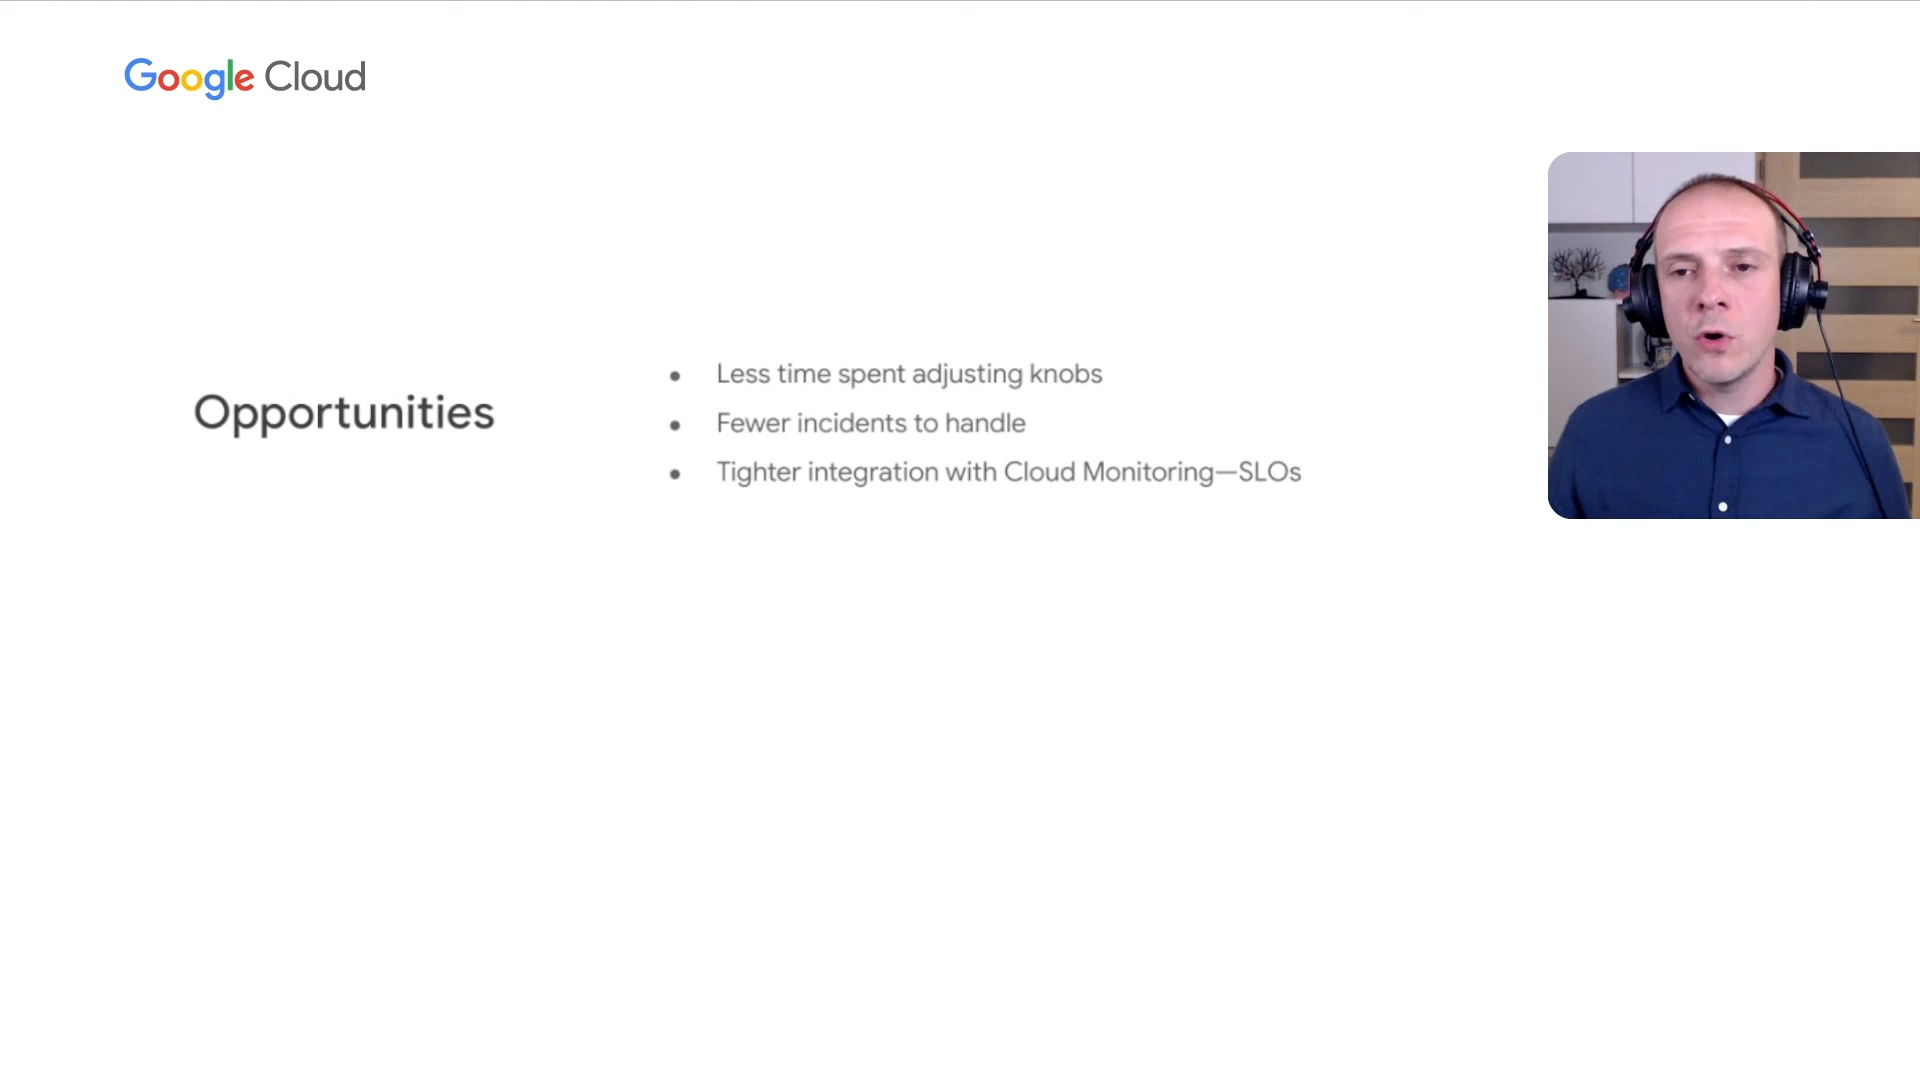 Google Cloud
Opportunities
● Less time spent adjusting knobs
● Fewer incidents to handle
● Tighter integration with Cloud Monitoring—SLOs